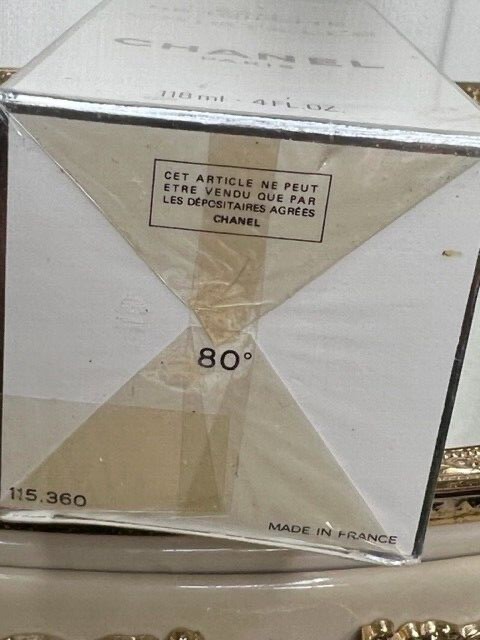 CHANEL
PARIS
118 ml - 4 FL.OZ.
CET ARTICLE NE PEUT
ETRE VENDU QUE PAR
LES DÉPOSITAIRES AGRÉES
CHANEL
80°
115.360
MADE IN FRANCE